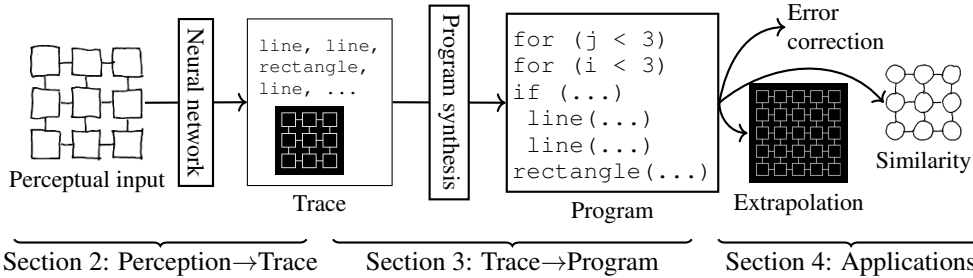 Perceptual input
Neural network
line, line,
rectangle,
line, ...
Trace
Program synthesis
for (j < 3)
for (i < 3)
if (...)
line(...)
line(...)
rectangle(...)
Program
Error
correction
Extrapolation
Similarity
Section 2: Perception→Trace
Section 3: Trace→Program
Section 4: Applications